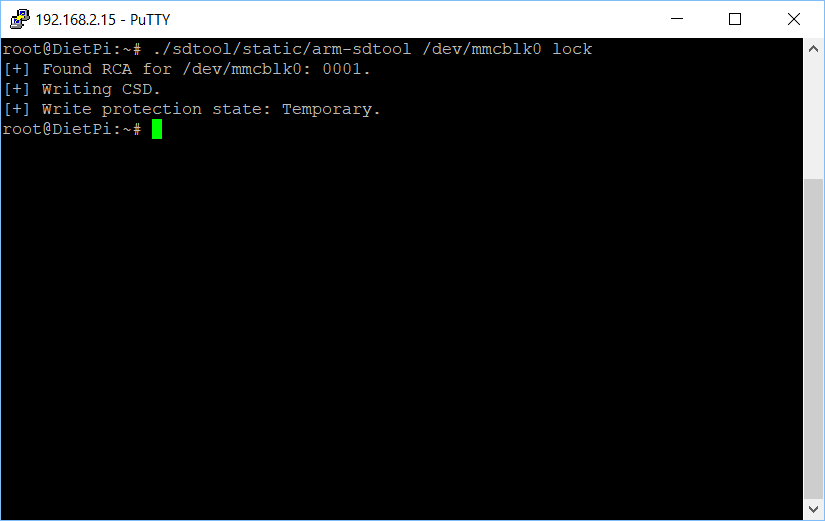 192.168.2.15 - PuTTY
root@DietPi:~# ./sdtool/static/arm-sdtool /dev/mmcblk0 lock
[+] Found RCA for /dev/mmcblk0: 0001.
[+] Writing CSD.
[+] Write protection state: Temporary.
root@DietPi:~#